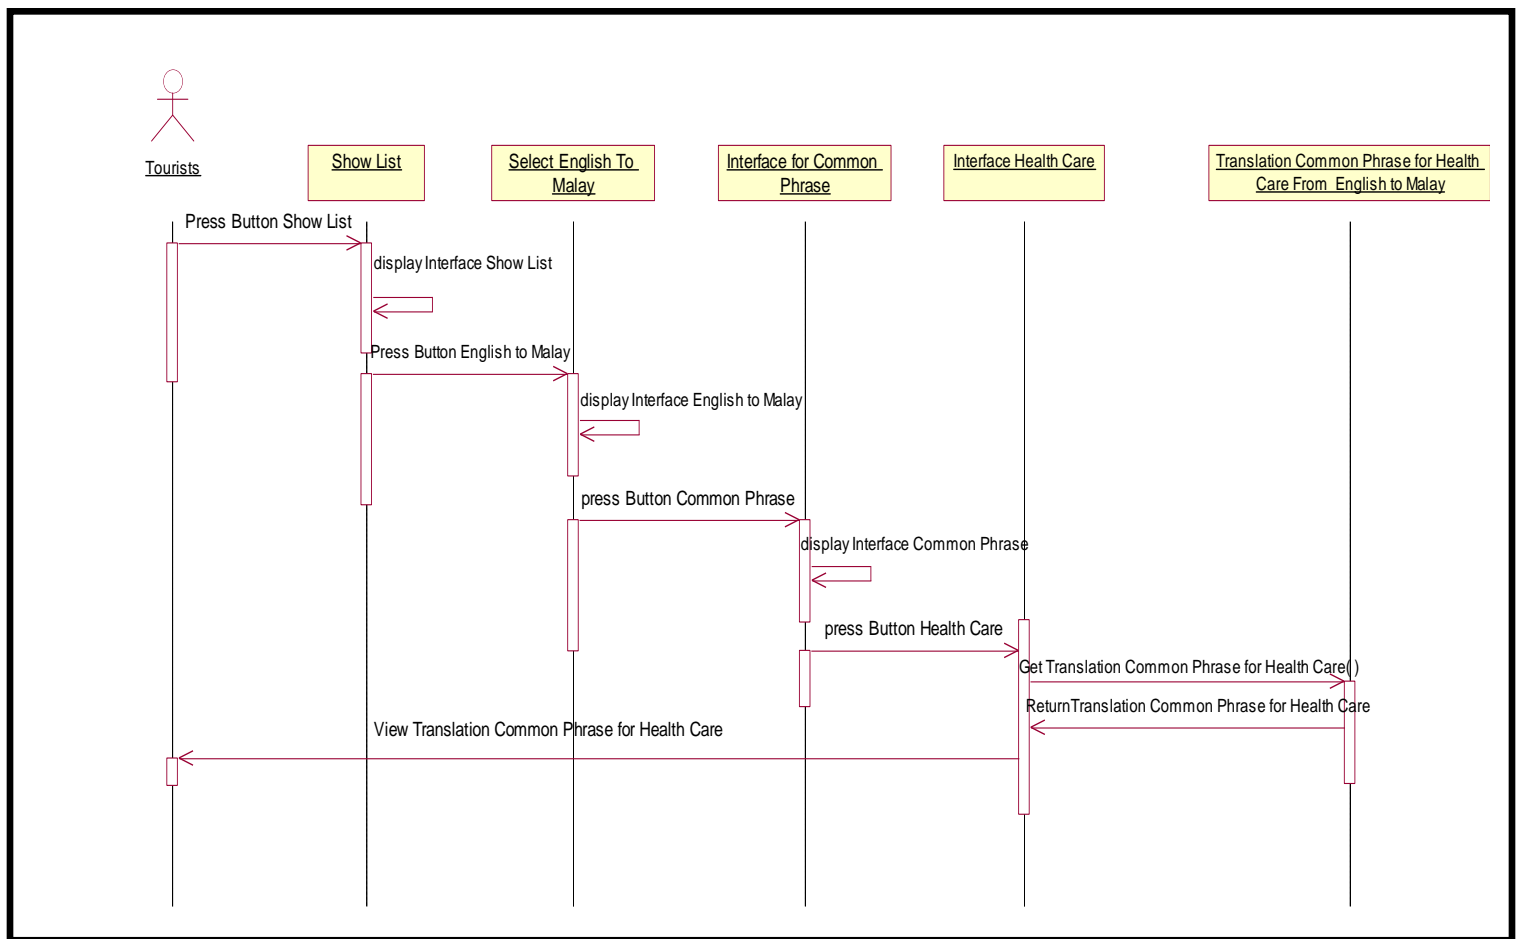 Tourists
Show List
Select English To
Malay
Interface for Common
Phrase
Interface Health Care
Translation Common Phrase for Health
Care From English to Malay
Press Button Show List
display Interface Show List
Press Button English to Malay
display Interface English to Malay
press Button Common Phrase
display Interface Common Phrase
press Button Health Care
Get Translation Common Phrase for Health Care( )
ReturnTranslation Common Phrase for Health Care
View Translation Common Phrase for Health Care